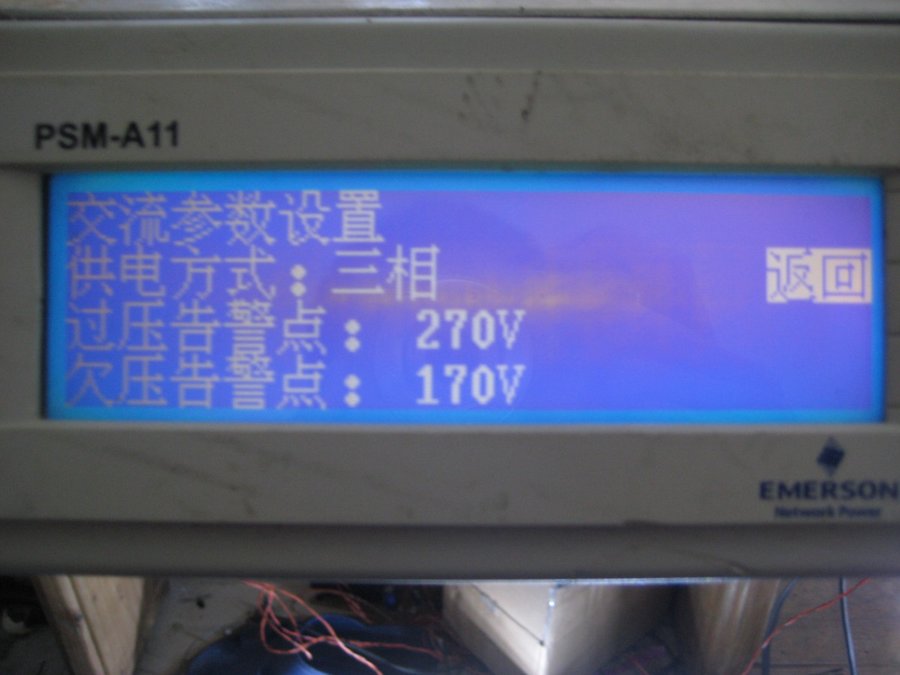 PSM-A11
交流参数设置
供电方式：三相
返回
过压告警点： 270V
欠压告警点： 170V
EMERSON
Network Power